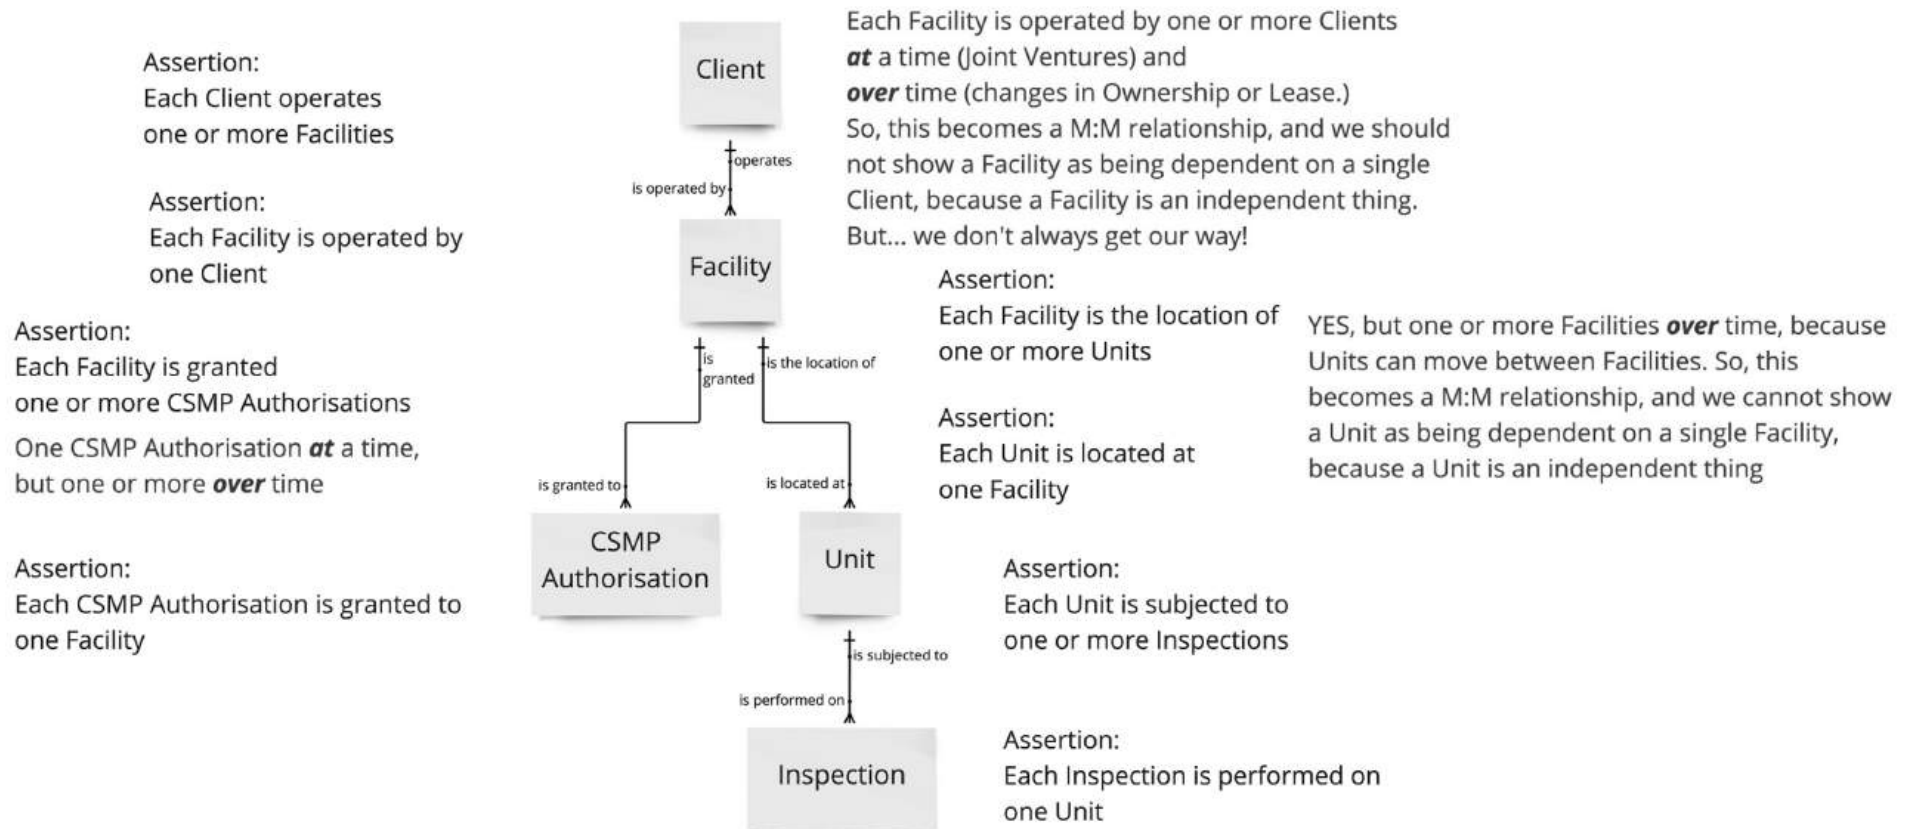 Assertion:
Each Client operates
one or more Facilities
Assertion:
Each Facility is operated by
one Client
Assertion:
Each Facility is granted
one or more CSMP Authorisations
One CSMP Authorisation at a time,
but one or more over time
Assertion:
Each CSMP Authorisation is granted to
one Facility
Client
operates
is operated by
Facility
is
granted
is the location of
is granted to
is located at
CSMP
Authorisation
Unit
is subjected to
is performed on
Inspection
Each Facility is operated by one or more Clients
at a time (Joint Ventures) and
over time (changes in Ownership or Lease.)
So, this becomes a M:M relationship, and we should
not show a Facility as being dependent on a single
Client, because a Facility is an independent thing.
But... we don't always get our way!
Assertion:
Each Facility is the location of
one or more Units
Assertion:
Each Unit is located at
one Facility
YES, but one or more Facilities over time, because
Units can move between Facilities. So, this
becomes a M:M relationship, and we cannot show
a Unit as being dependent on a single Facility,
because a Unit is an independent thing
Assertion:
Each Unit is subjected to
one or more Inspections
Assertion:
Each Inspection is performed on
one Unit